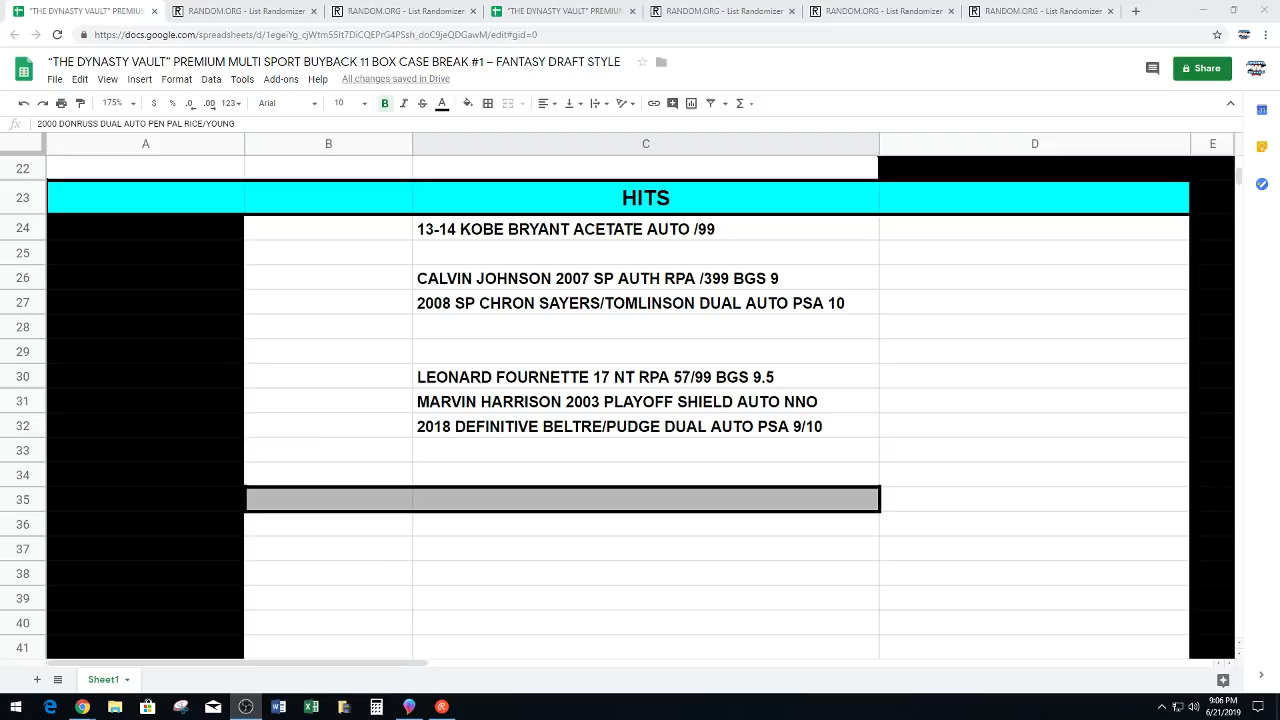 "THE DYNASTY VAULT" PREMIUM
RANDOM.ORG - List Randomizer
RANDOM.ORG - List Randomizer
"THE DYNASTY VAULT" PREMIUM
RANDOM.ORG - List Randomizer
RANDOM.ORG - List Randomizer
RANDOM.ORG - List Randomizer
https://docs.google.com/spreadsheets/d/1egeiYg_cjWtm5SIt7DiCQEPrG4PSsh_doC9jeQDGawM/edit#gid=0
“THE DYNASTY VAULT” PREMIUM MULTI SPORT BUYBACK 11 BOX CASE BREAK #1 – FANTASY DRAFT STYLE
File Edit View Insert Format Data Tools Add-ons Help All changes saved in Drive
Share
175% $ % .0 .00 123 Arial 10 B I S A
fx 2000 DONRUSS DUAL AUTO PEN PAL RICE/YOUNG
A B C D E
22
23 HITS
24 13-14 KOBE BRYANT ACETATE AUTO /99
25
26 CALVIN JOHNSON 2007 SP AUTH RPA /399 BGS 9
27 2008 SP CHRON SAYERS/TOMLINSON DUAL AUTO PSA 10
28
29
30 LEONARD FOURNETTE 17 NT RPA 57/99 BGS 9.5
31 MARVIN HARRISON 2003 PLAYOFF SHIELD AUTO NNO
32 2018 DEFINITIVE BELTRE/PUDGE DUAL AUTO PSA 9/10
33
34
35
36
37
38
39
40
41
Sheet1
9:06 PM
6/21/2019